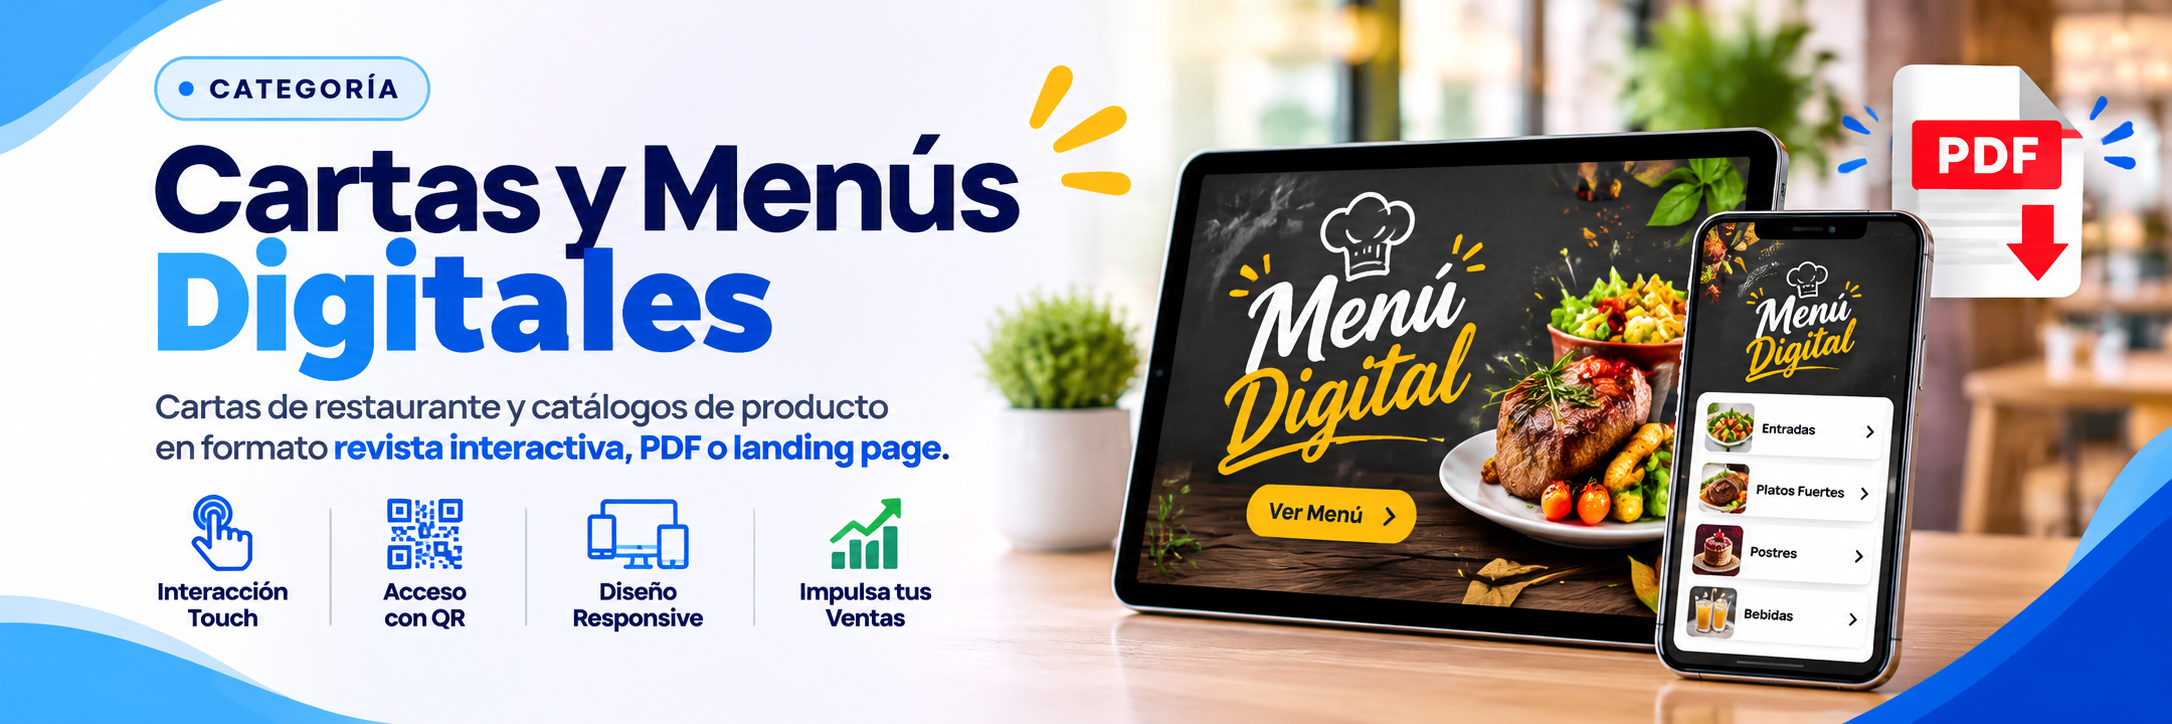 CATEGORÍA
Cartas y Menús
Digitales
Cartas de restaurante y catálogos de producto
en formato revista interactiva, PDF o landing page.
Interacción
Touch
Acceso
con QR
Diseño
Responsive
Impulsa tus
Ventas
Menú
Digital
Ver Menú
Menú
Digital
Entradas
Platos Fuertes
Postres
Bebidas
PDF